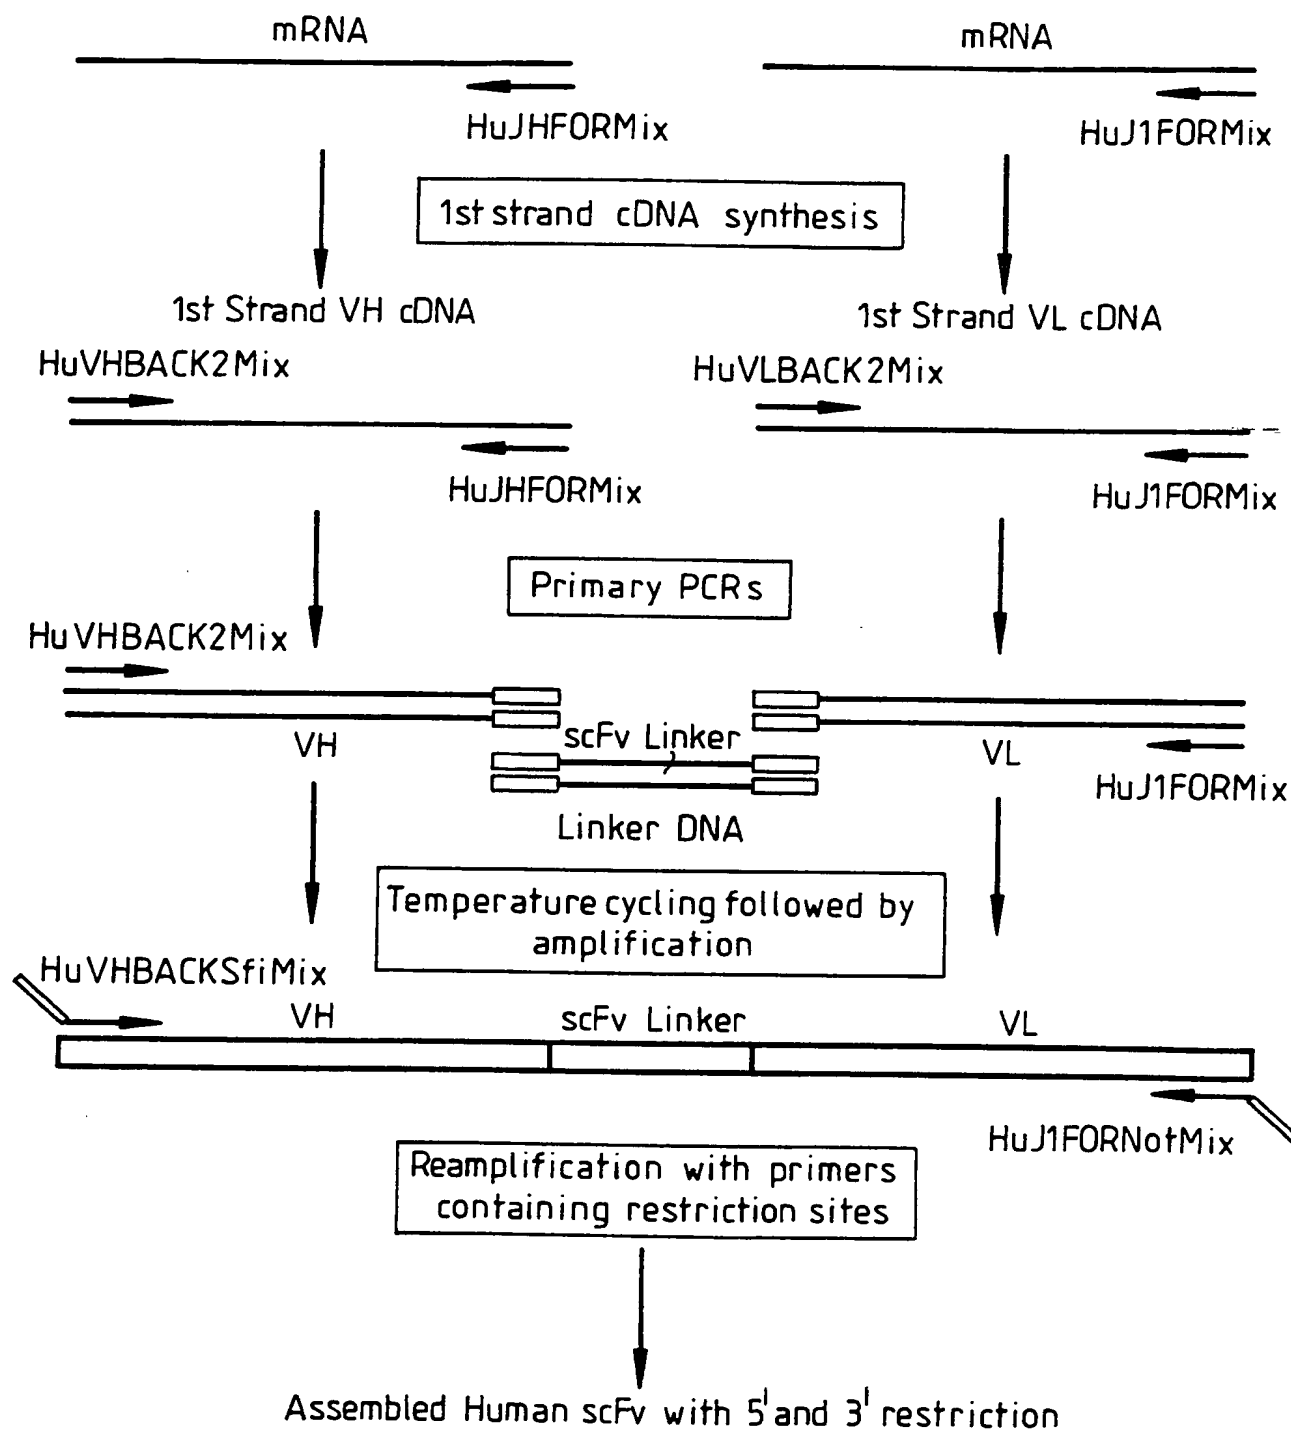 mRNA
mRNA
HuJHFORMix
HuJ1FORMix
1st strand cDNA synthesis
1st Strand VH cDNA
1st Strand VL cDNA
HuVHBACK2Mix
HuVLBACK2Mix
HuJHFORMix
HuJ1FORMix
Primary PCRs
HuVHBACK2Mix
VH
scFv Linker
VL
HuJ1FORMix
Linker DNA
Temperature cycling followed by
amplification
HuVHBACKSfiMix
VH
scFv Linker
VL
HuJ1FORNotMix
Reamplification with primers
containing restriction sites
Assembled Human scFv with 5' and 3' restriction